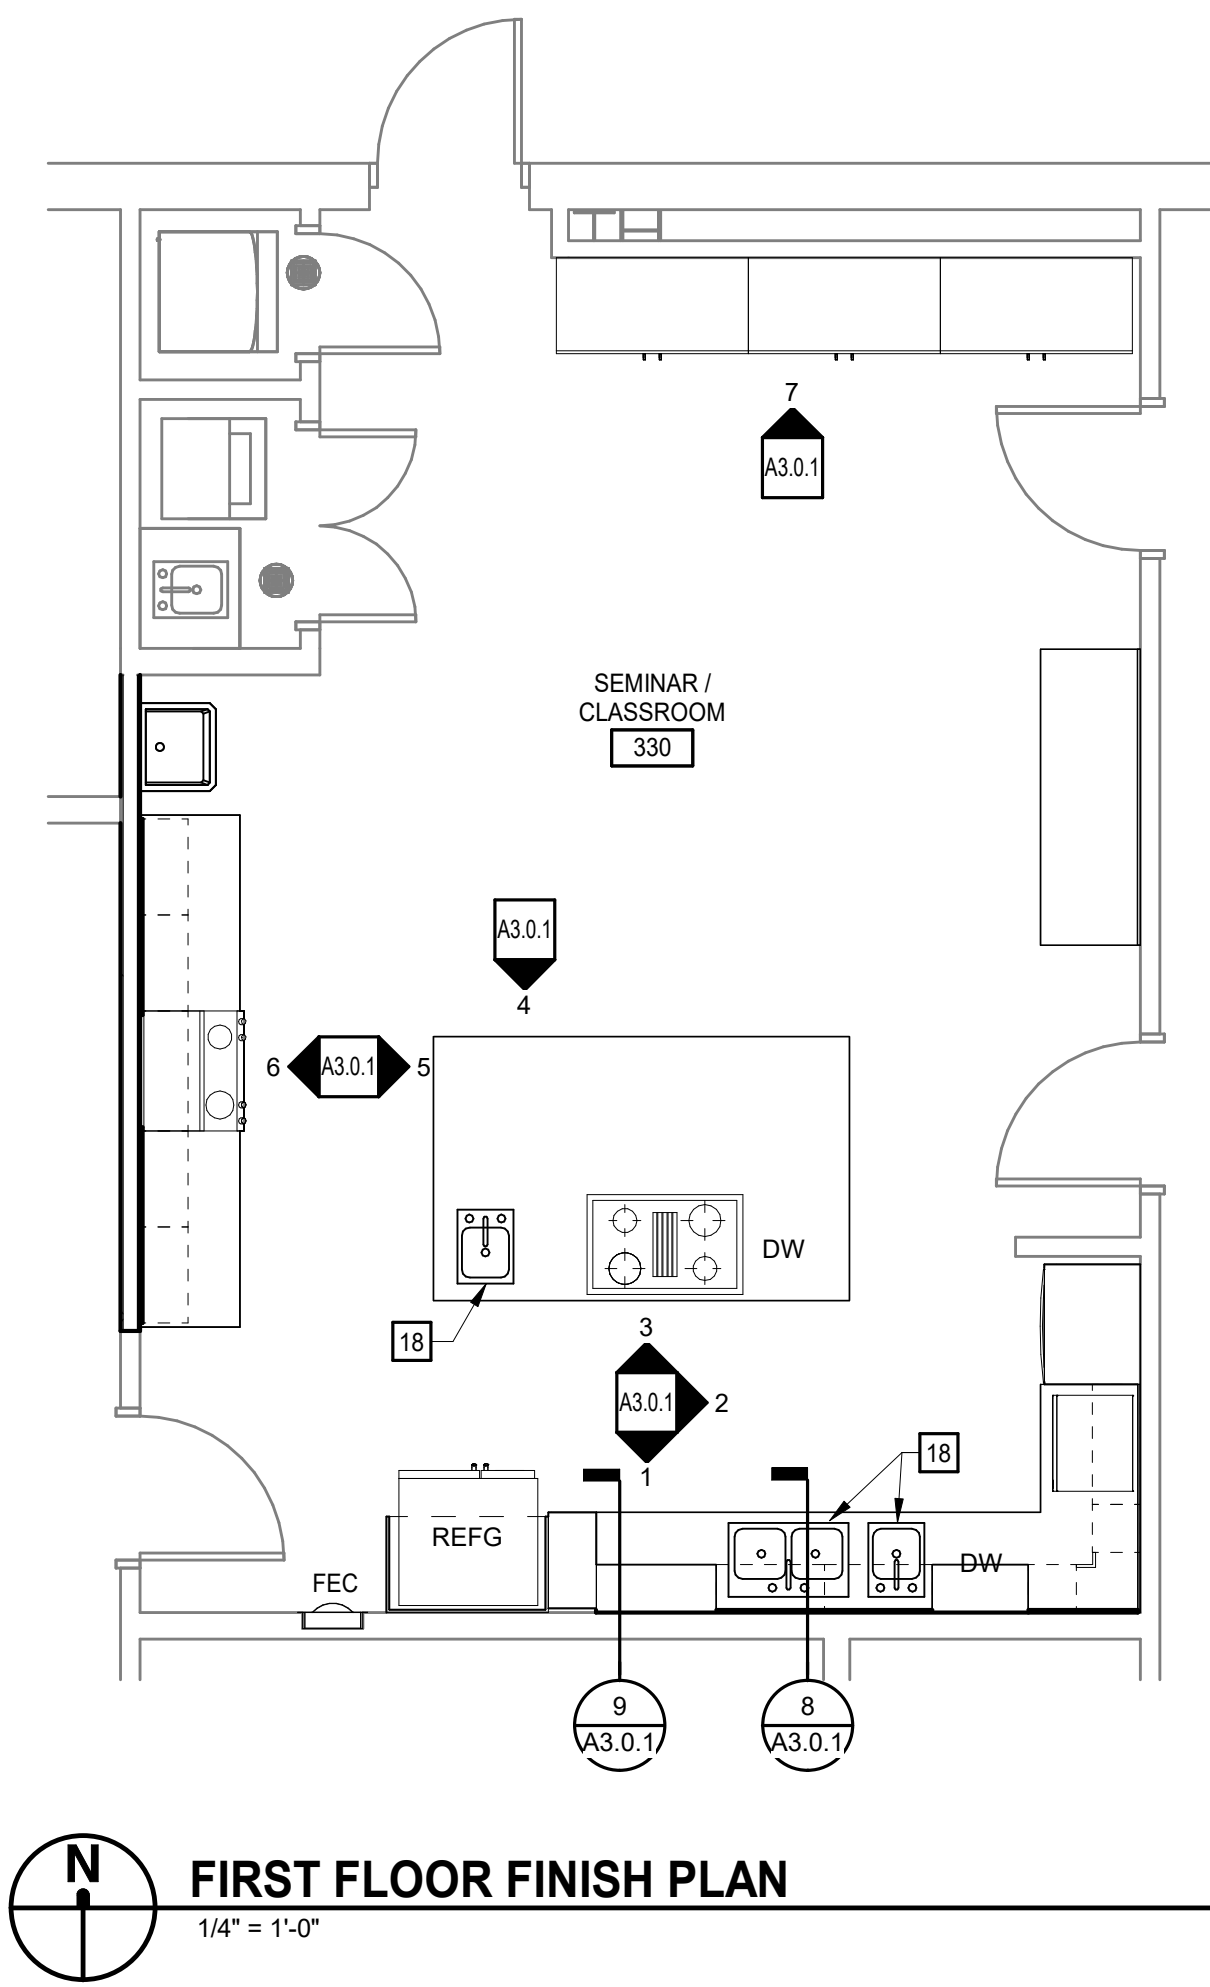 7
A3.0.1
SEMINAR /
CLASSROOM
330
A3.0.1
4
6
A3.0.1
5
DW
18
3
A3.0.1
2
1
18
REFG
DW
FEC
9
A3.0.1
8
A3.0.1
N
FIRST FLOOR FINISH PLAN
1/4" = 1'-0"